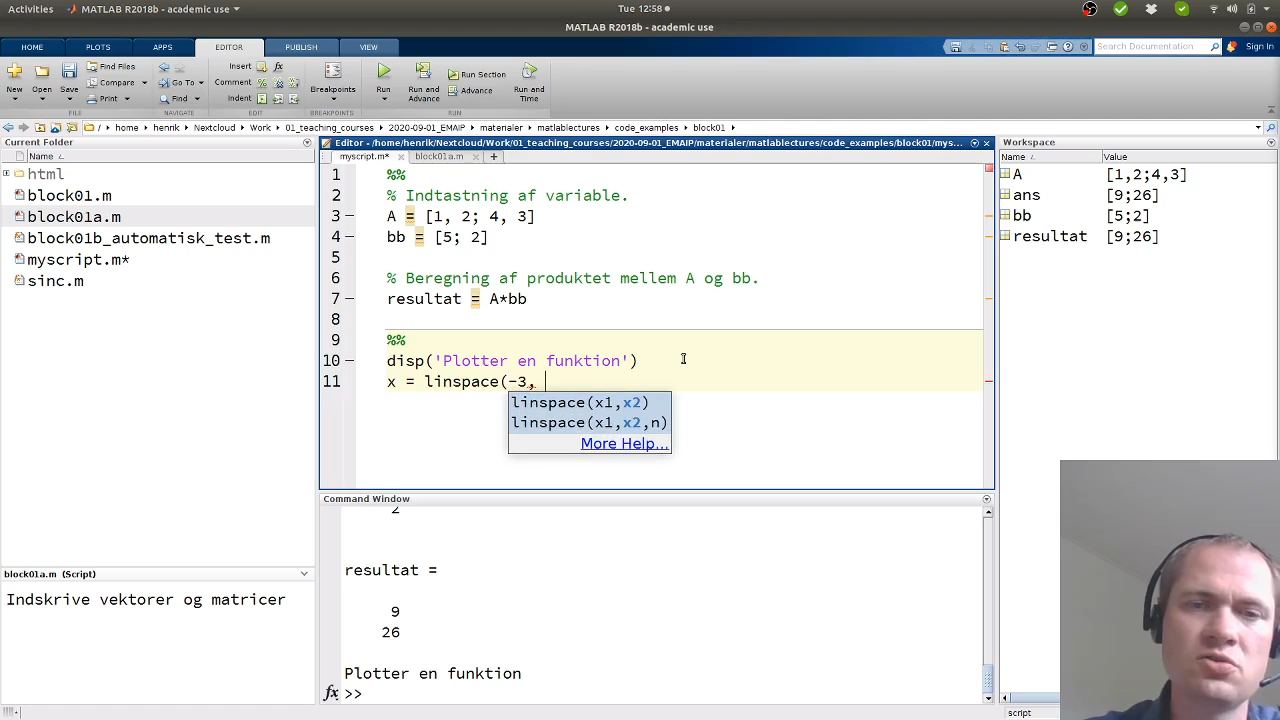 Activities
MATLAB R2018b - academic use
Tue 12:58
MATLAB R2018b - academic use
HOME PLOTS APPS EDITOR PUBLISH VIEW
Search Documentation
Sign In
New Open Save
Find Files
Compare
Print
Go To
Find
Insert
Comment
Indent
Breakpoints
Run
Run and Advance
Run Section
Advance
Run and Time
FILE NAVIGATE EDIT BREAKPOINTS RUN
/ home henrik Nextcloud Work 01_teaching_courses 2020-09-01_EMAIP materialer matlablectures code_examples block01
Current Folder
Name
html
block01.m
block01a.m
block01b_automatisk_test.m
myscript.m*
sinc.m
block01a.m (Script)
Indskrive vektorer og matricer
Editor - /home/henrik/Nextcloud/Work/01_teaching_courses/2020-09-01_EMAIP/materialer/matlablectures/code_examples/block01/mys...
myscript.m* block01a.m
1 %%
2 % Indtastning af variable.
3 A = [1, 2; 4, 3]
4 bb = [5; 2]
5
6 % Beregning af produktet mellem A og bb.
7 resultat = A*bb
8
9 %%
10 disp('Plotter en funktion')
11 x = linspace(-3,
linspace(x1,x2)
linspace(x1,x2,n)
More Help...
Command Window
2
resultat =
9
26
Plotter en funktion
fx >>
Workspace
Name Value
A [1,2;4,3]
ans [9;26]
bb [5;2]
resultat [9;26]
script